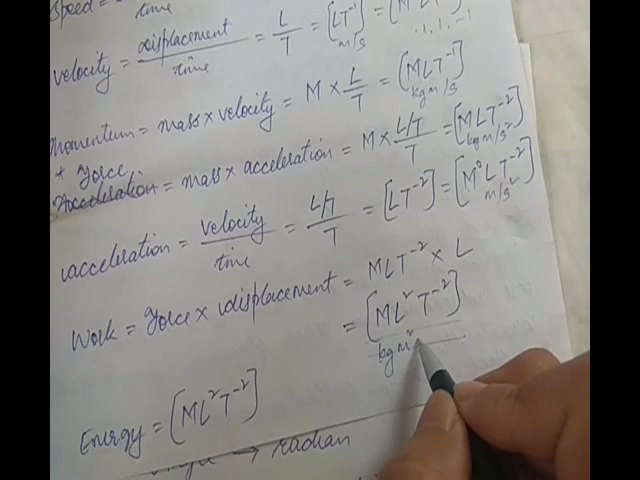 speed =
time
velocity = displacement/time = L/T = [LT⁻¹] = [M
m/s
Momentum = mass × velocity = M × L/T = [MLT⁻¹]
kg m/s
* force
Acceleration = mass × acceleration = M × L/T/T = [MLT⁻²]
kg m/s²
acceleration = velocity/time = L/T/T = [LT⁻²] = [M⁰LT⁻²]
m/s²
Work = force × displacement = MLT⁻² × L
= [ML²T⁻²]
kg m²
Energy = [ML²T⁻²]
→ radian